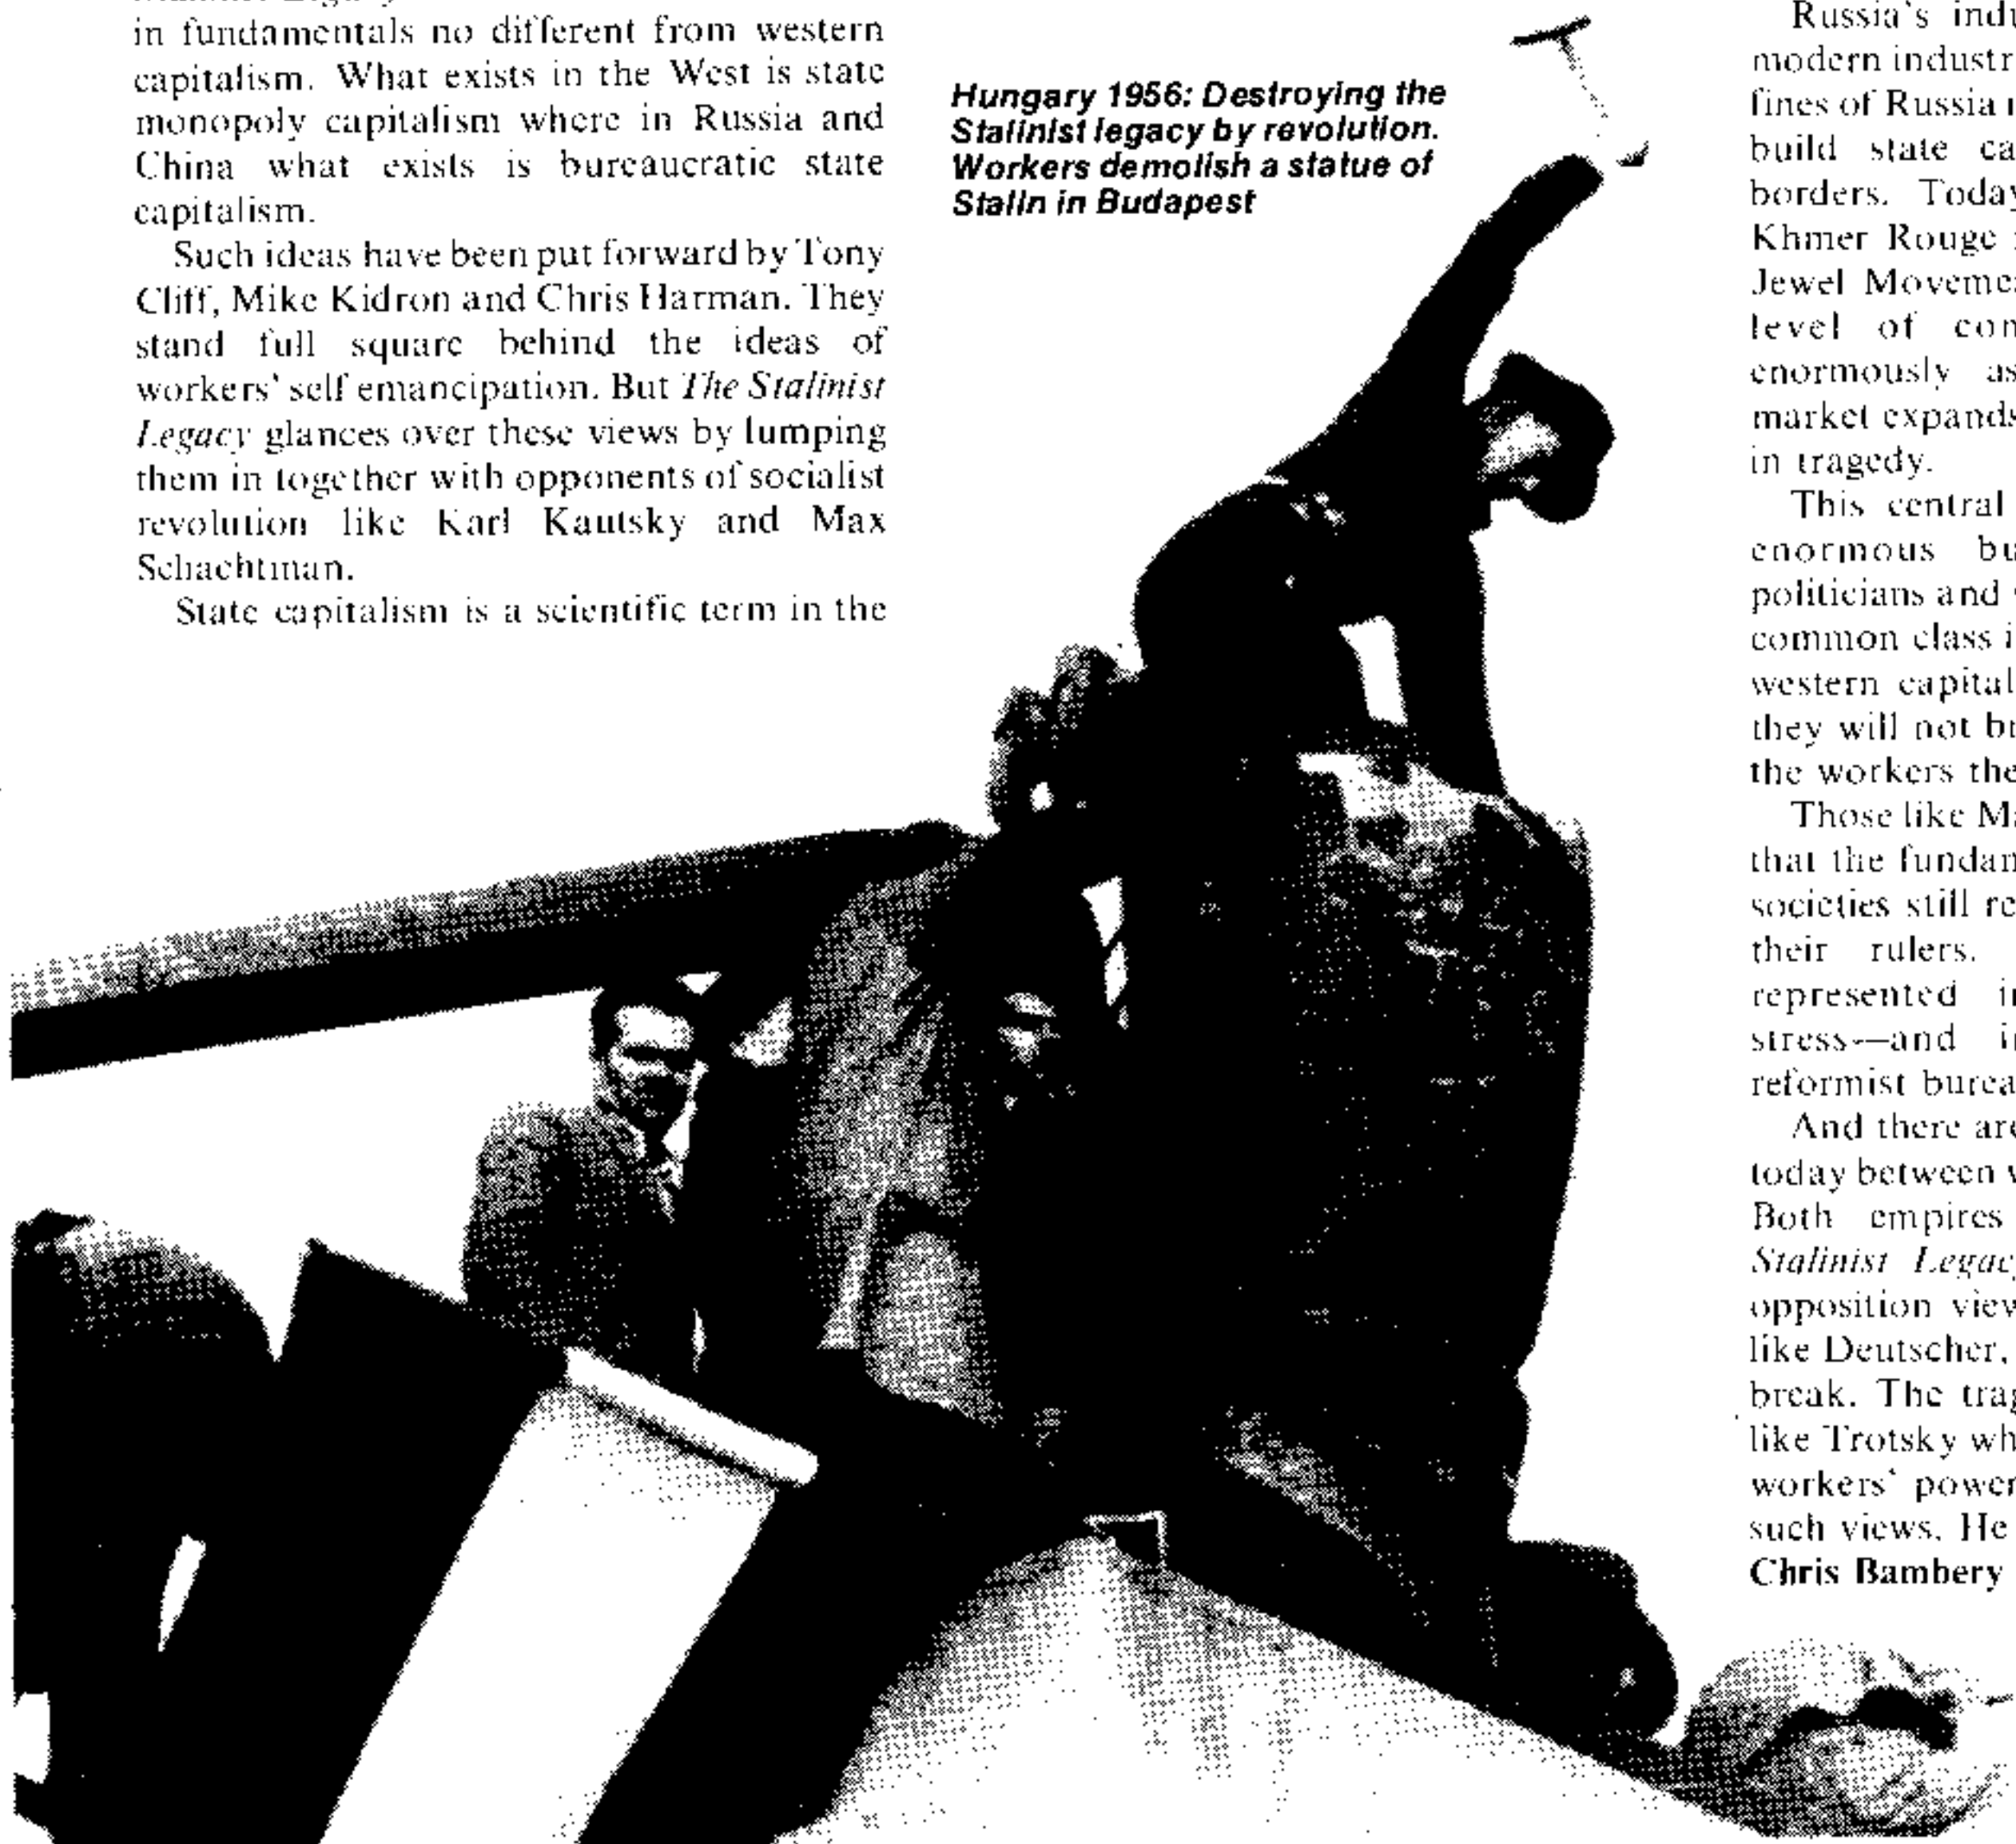 in fundamentals no different from western
capitalism. What exists in the West is state
monopoly capitalism where in Russia and
China what exists is bureaucratic state
capitalism.
Such ideas have been put forward by Tony
Cliff, Mike Kidron and Chris Harman. They
stand full square behind the ideas of
workers' self emancipation. But The Stalinist
Legacy glances over these views by lumping
them in together with opponents of socialist
revolution like Karl Kautsky and Max
Schachtman.
State capitalism is a scientific term in the
Hungary 1956: Destroying the
Stalinist legacy by revolution.
Workers demolish a statue of
Stalin in Budapest
Russia's
modern
fines of Russia
build state
borders.
Khmer Rouge
Jewel
level of
enormously as
market expands
in tragedy.
This central
enormous
politicians and
common class
western
they will not
the workers
Those like
that the
societies still
their rulers.
represented
stress--and
reformist
And there are
today between
Both empires
Stalinist
opposition
like Deutscher,
break. The
like Trotsky
workers' power
such views. He
Chris Bambery